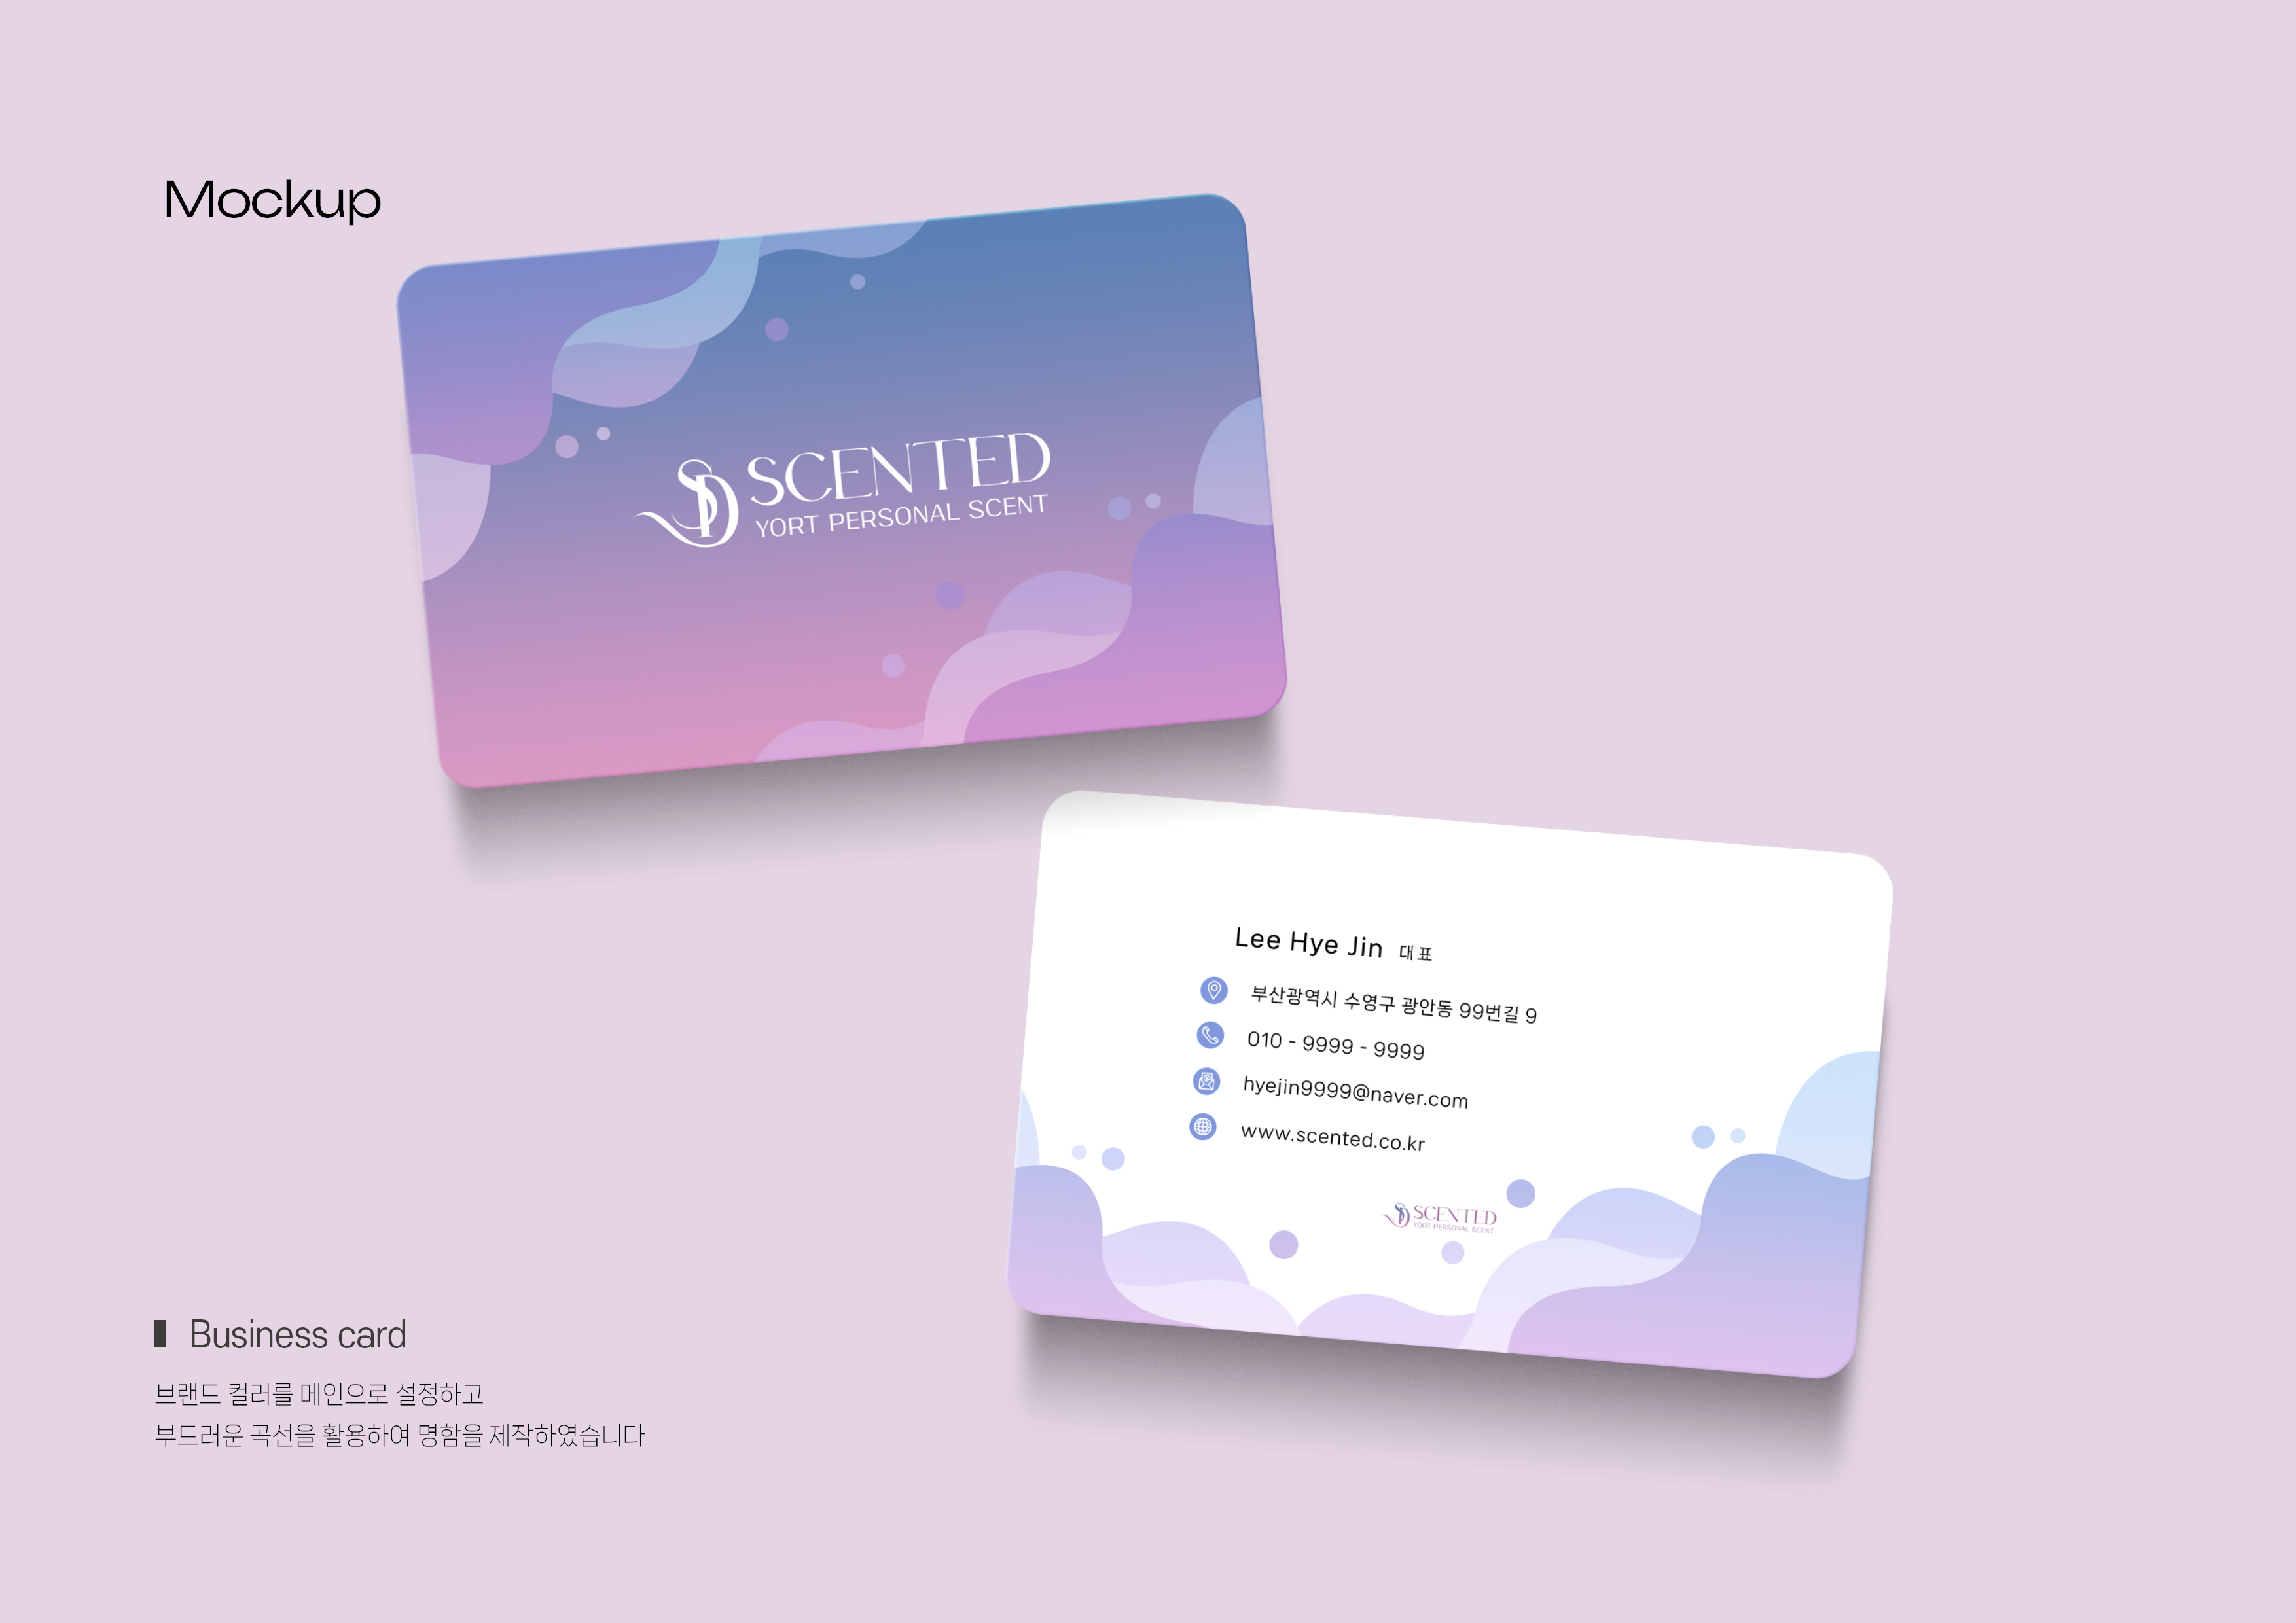 Mockup
SCENTED
YORT PERSONAL SCENT
Lee Hye Jin 대표
부산광역시 수영구 광안동 99번길 9
010 - 9999 - 9999
hyejin9999@naver.com
www.scented.co.kr
SCENTED
YORT PERSONAL SCENT
Business card
브랜드 컬러를 메인으로 설정하고
부드러운 곡선을 활용하여 명함을 제작하였습니다